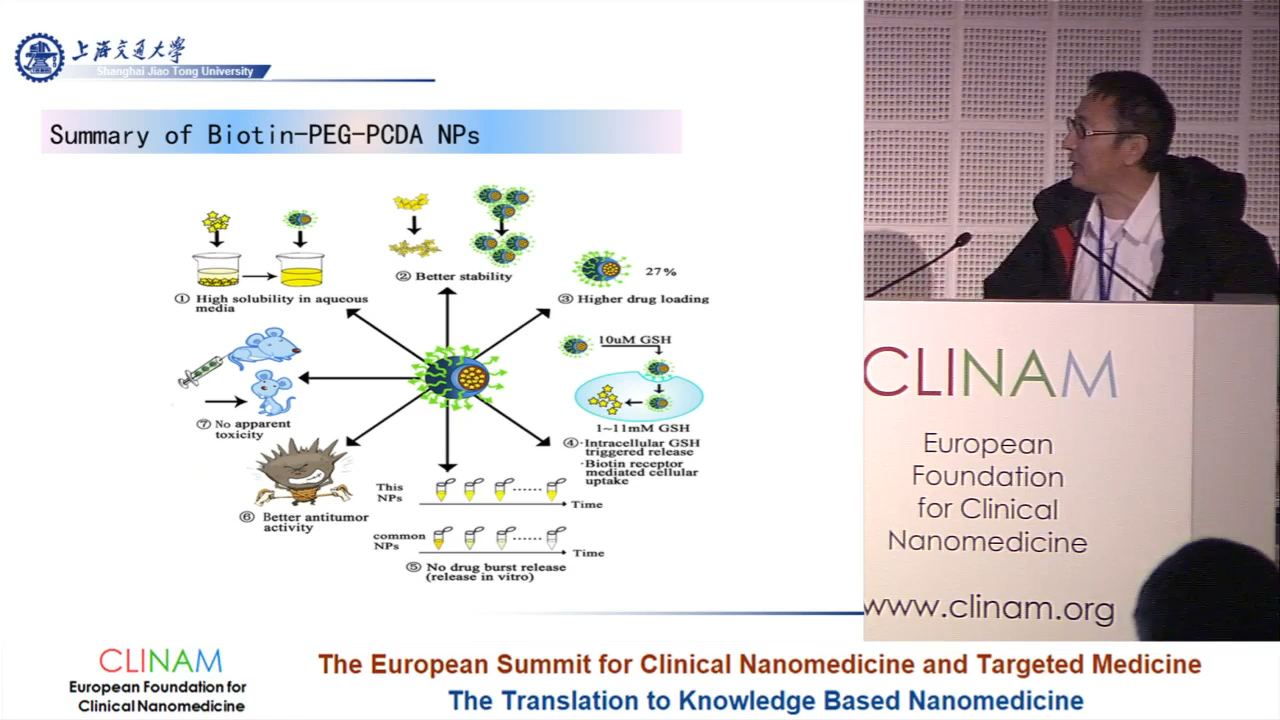 上海交通大学
Shanghai Jiao Tong University
Summary of Biotin-PEG-PCDA NPs
① High solubility in aqueous
media
② Better stability
27%
③ Higher drug loading
10uM GSH
1~11mM GSH
④ ·Intracellular GSH
triggered release
·Biotin receptor
mediated cellular
uptake
This
NPs
Time
common
NPs
Time
⑤ No drug burst release
(release in vitro)
⑥ Better antitumor
activity
⑦ No apparent
toxicity
CLINAM
European
Foundation
for Clinical
Nanomedicine
www.clinam.org
CLINAM
European Foundation for
Clinical Nanomedicine
The European Summit for Clinical Nanomedicine and Targeted Medicine
The Translation to Knowledge Based Nanomedicine